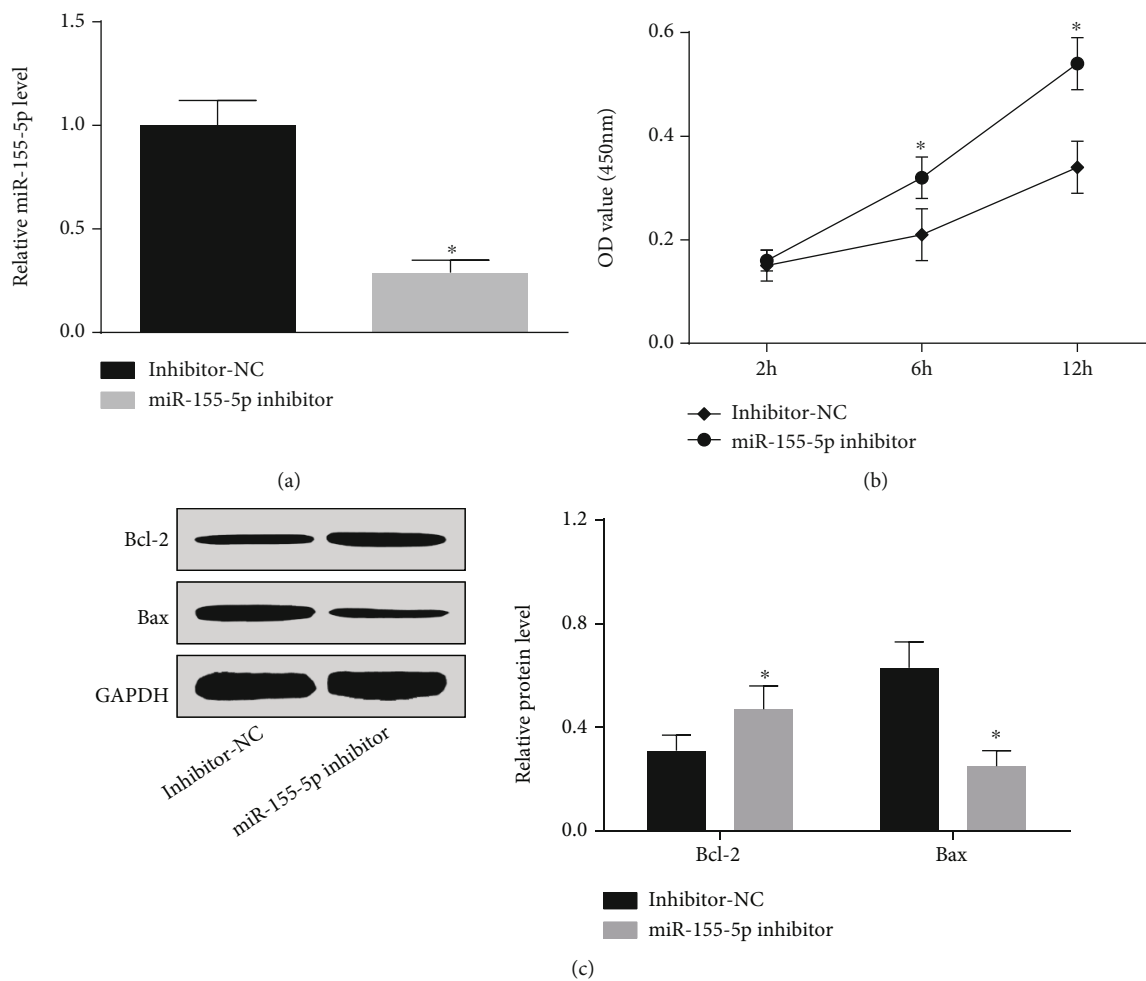 Relative miR-155-5p level
1.5
1.0
0.5
0.0
*
Inhibitor-NC
miR-155-5p inhibitor
(a)
OD value (450nm)
0.6
0.4
0.2
0.0
*
*
2h
6h
12h
Inhibitor-NC
miR-155-5p inhibitor
(b)
Bcl-2
Bax
GAPDH
Inhibitor-NC
miR-155-5p inhibitor
Relative protein level
1.2
0.8
0.4
0.0
*
*
Bcl-2
Bax
Inhibitor-NC
miR-155-5p inhibitor
(c)